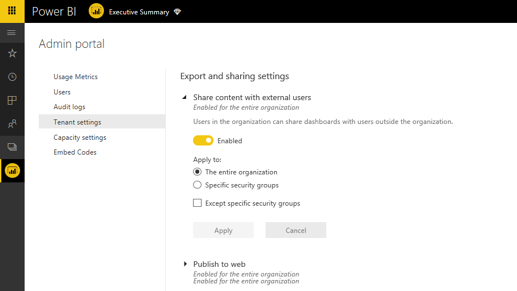 Power BI
Executive Summary
Admin portal
Usage Metrics
Users
Audit logs
Tenant settings
Capacity settings
Embed Codes
Export and sharing settings
Share content with external users
Enabled for the entire organization
Users in the organization can share dashboards with users outside the organization.
Enabled
Apply to:
The entire organization
Specific security groups
Except specific security groups
Apply
Cancel
Publish to web
Enabled for the entire organization
Enabled for the entire organization